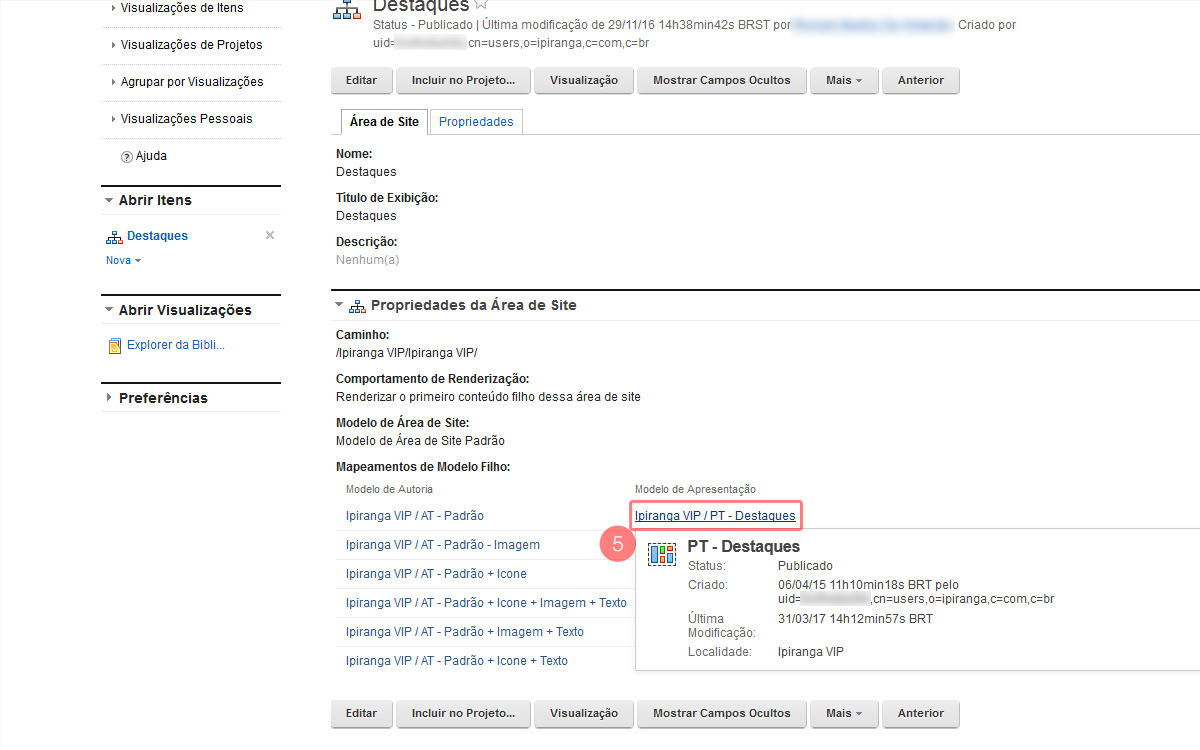 Visualizações de Itens
Visualizações de Projetos
Agrupar por Visualizações
Visualizações Pessoais
? Ajuda
Abrir Itens
Destaques
Nova
Abrir Visualizações
Explorer da Bibli...
Preferências
Destaques
Status - Publicado | Última modificação de 29/11/16 14h38min42s BRST por Criado por
uid= cn=users,o=ipiranga,c=com,c=br
Editar Incluir no Projeto... Visualização Mostrar Campos Ocultos Mais Anterior
Área de Site Propriedades
Nome:
Destaques
Título de Exibição:
Destaques
Descrição:
Nenhum(a)
Propriedades da Área de Site
Caminho:
/Ipiranga VIP/Ipiranga VIP/
Comportamento de Renderização:
Renderizar o primeiro conteúdo filho dessa área de site
Modelo de Área de Site:
Modelo de Área de Site Padrão
Mapeamentos de Modelo Filho:
Modelo de Autoria Modelo de Apresentação
Ipiranga VIP / AT - Padrão Ipiranga VIP / PT - Destaques
Ipiranga VIP / AT - Padrão - Imagem
Ipiranga VIP / AT - Padrão + Icone
Ipiranga VIP / AT - Padrão + Icone + Imagem + Texto
Ipiranga VIP / AT - Padrão + Imagem + Texto
Ipiranga VIP / AT - Padrão + Icone + Texto
5
PT - Destaques
Status: Publicado
Criado: 06/04/15 11h10min18s BRT pelo
uid= ,cn=users,o=ipiranga,c=com,c=br
Última 31/03/17 14h12min57s BRT
Modificação:
Localidade: Ipiranga VIP
Editar Incluir no Projeto... Visualização Mostrar Campos Ocultos Mais Anterior